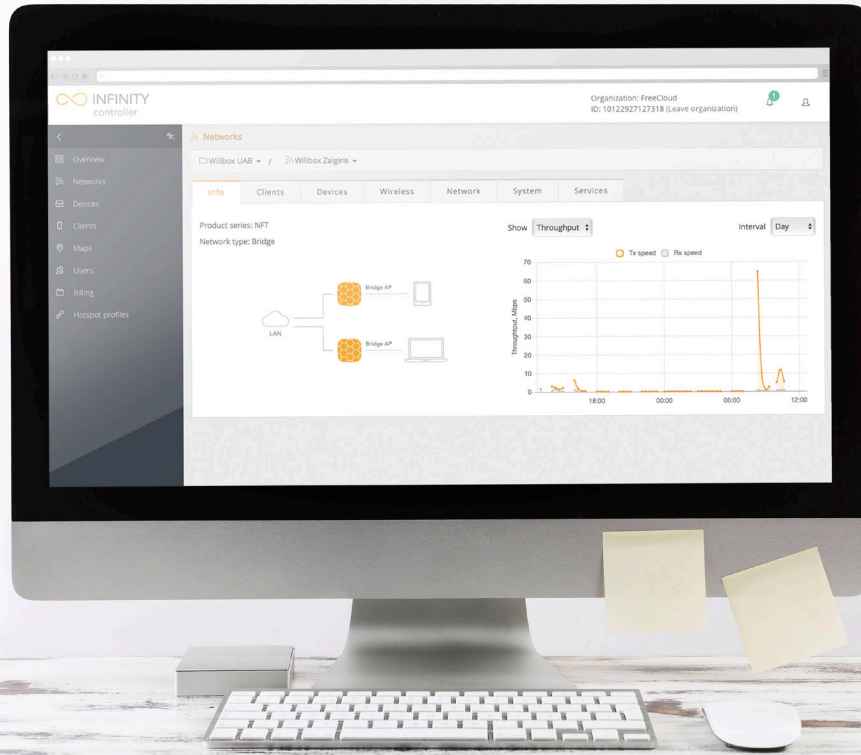 INFINITY
controller
Organization: FreeCloud
ID: 10122927127318 (Leave organization)
Overview
Networks
Devices
Clients
Maps
Users
Billing
Hotspot profiles
Networks
Wilibox UAB / Wilibox Zalgiris
Info Clients Devices Wireless Network System Services
Product series: NFT
Network type: Bridge
LAN
Bridge AP
Bridge AP
Show Throughput Interval Day
Tx speed Rx speed
Throughput, Mbps
70
60
50
40
30
20
10
0
18:00 00:00 06:00 12:00